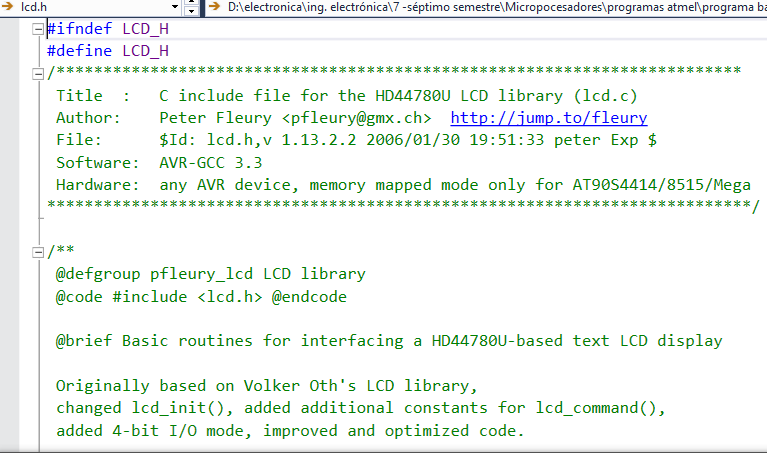 lcd.h D:\electronica\ing. electrónica\7 -séptimo semestre\Micropocesadores\programas atmel\programa ba
#ifndef LCD_H
#define LCD_H
/*************************************************************************
Title : C include file for the HD44780U LCD library (lcd.c)
Author: Peter Fleury <pfleury@gmx.ch> http://jump.to/fleury
File: $Id: lcd.h,v 1.13.2.2 2006/01/30 19:51:33 peter Exp $
Software: AVR-GCC 3.3
Hardware: any AVR device, memory mapped mode only for AT90S4414/8515/Mega
***************************************************************************/
/**
@defgroup pfleury_lcd LCD library
@code #include <lcd.h> @endcode
@brief Basic routines for interfacing a HD44780U-based text LCD display
Originally based on Volker Oth's LCD library,
changed lcd_init(), added additional constants for lcd_command(),
added 4-bit I/O mode, improved and optimized code.